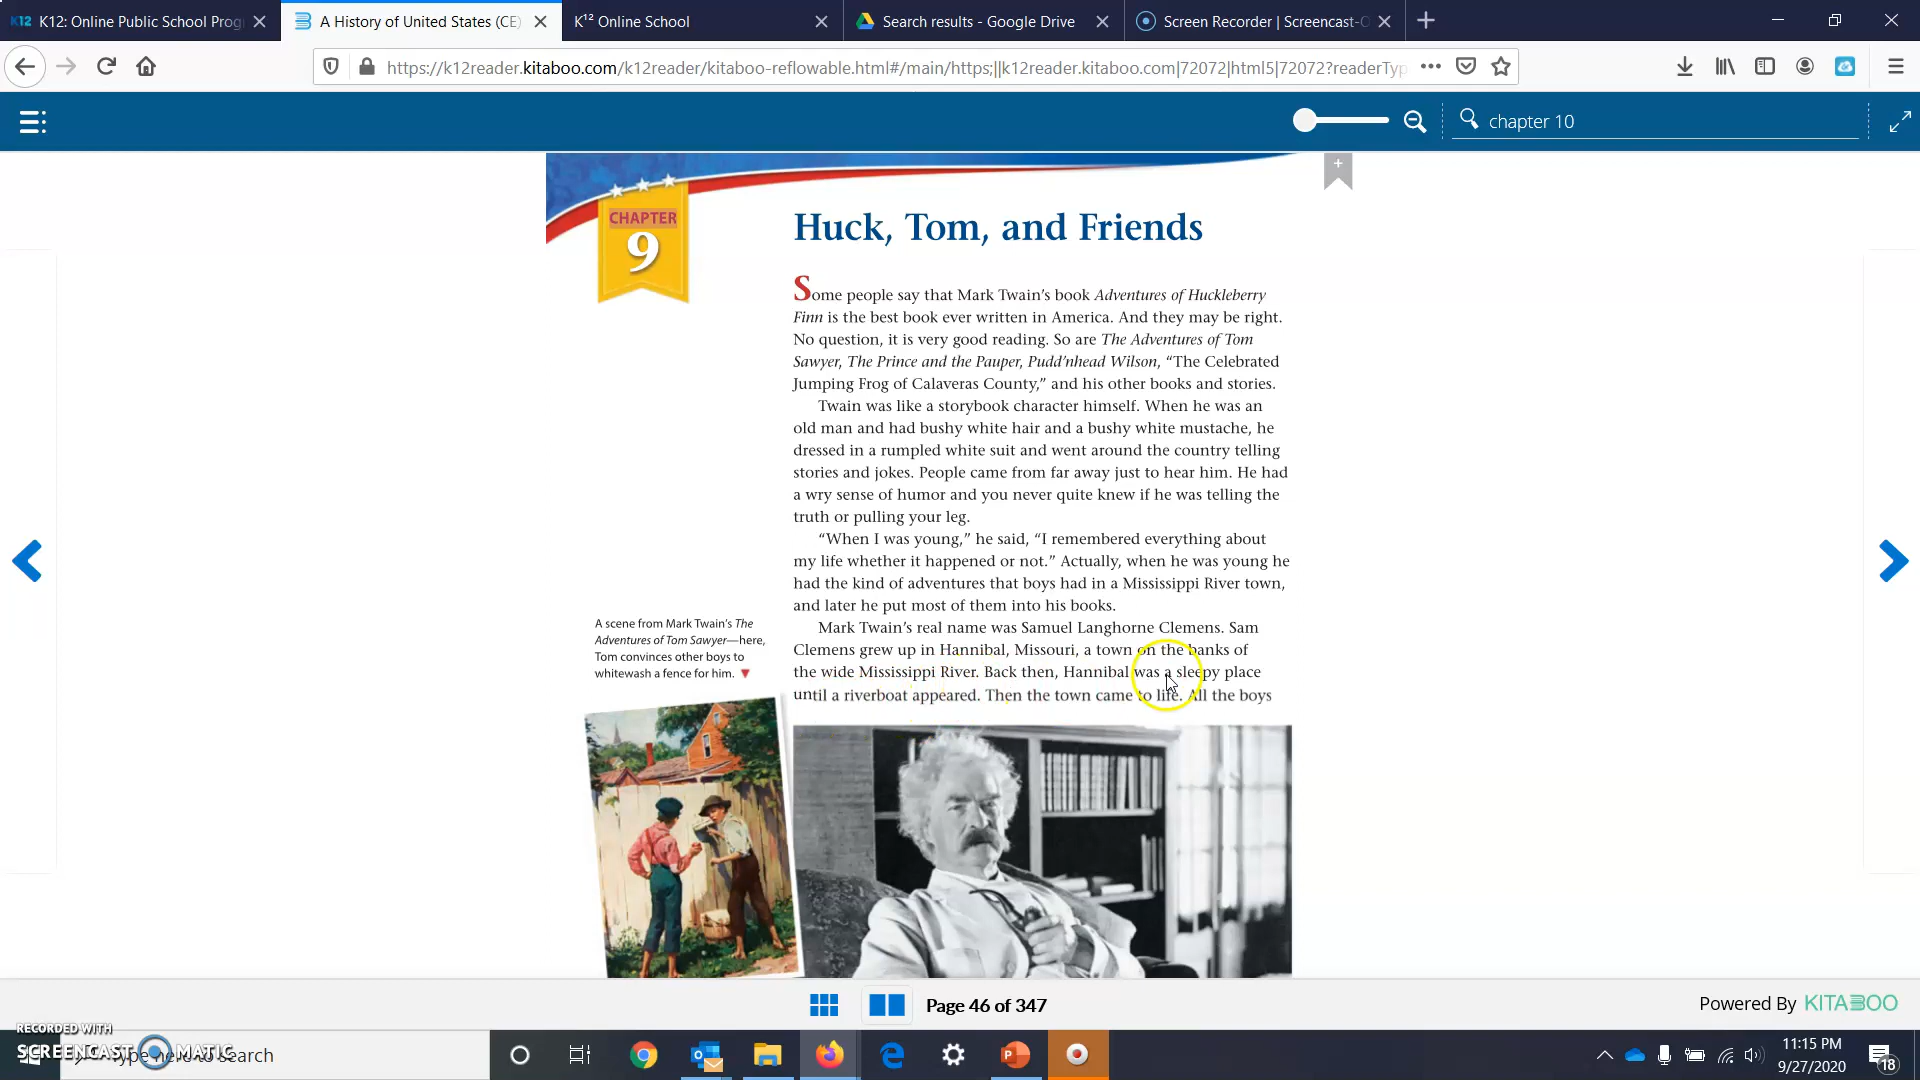 K12: Online Public School Prog
A History of United States (CE)
K¹² Online School
Search results - Google Drive
Screen Recorder | Screencast-O
https://k12reader.kitaboo.com/k12reader/kitaboo-reflowable.html#/main/https;||k12reader.kitaboo.com|72072|html5|72072?readerTyp
chapter 10
CHAPTER
9
Huck, Tom, and Friends
Some people say that Mark Twain’s book Adventures of Huckleberry
Finn is the best book ever written in America. And they may be right.
No question, it is very good reading. So are The Adventures of Tom
Sawyer, The Prince and the Pauper, Pudd’nhead Wilson, “The Celebrated
Jumping Frog of Calaveras County,” and his other books and stories.
Twain was like a storybook character himself. When he was an
old man and had bushy white hair and a bushy white mustache, he
dressed in a rumpled white suit and went around the country telling
stories and jokes. People came from far away just to hear him. He had
a wry sense of humor and you never quite knew if he was telling the
truth or pulling your leg.
“When I was young,” he said, “I remembered everything about
my life whether it happened or not.” Actually, when he was young he
had the kind of adventures that boys had in a Mississippi River town,
and later he put most of them into his books.
Mark Twain’s real name was Samuel Langhorne Clemens. Sam
Clemens grew up in Hannibal, Missouri, a town on the banks of
the wide Mississippi River. Back then, Hannibal was a sleepy place
until a riverboat appeared. Then the town came to life. All the boys
A scene from Mark Twain’s The
Adventures of Tom Sawyer—here,
Tom convinces other boys to
whitewash a fence for him.
Page 46 of 347
Powered By KITABOO
RECORDED WITH
SCREENCAST MATIC
Type here to search
11:15 PM
9/27/2020
18